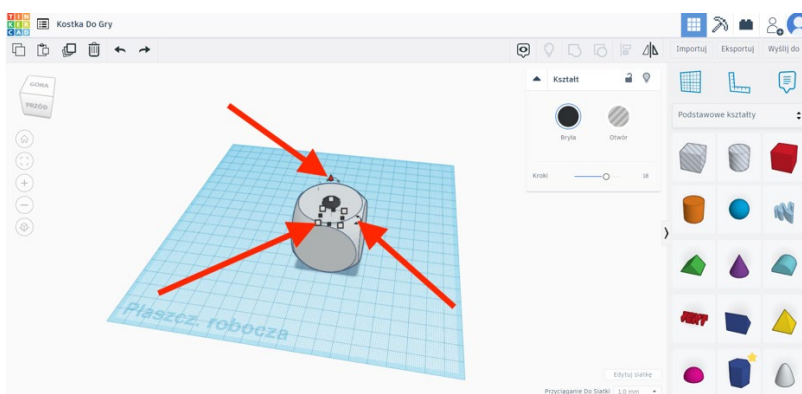 TIN
KER
CAD
Kostka Do Gry
Importuj
Eksportuj
Wyślij do
GÓRA
PRZÓD
Kształt
Bryła
Otwór
Kroki
18
Podstawowe kształty
Płaszcz. robocza
TEXT
Edytuj siatkę
Przyciąganie Do Siatki
1.0 mm